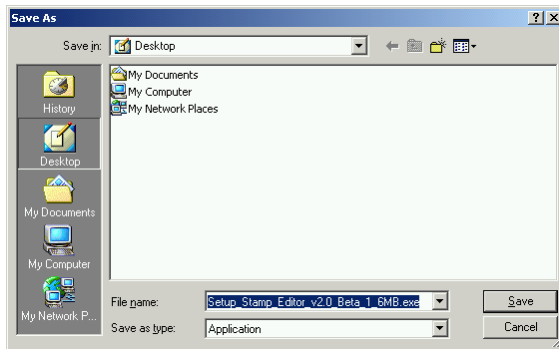 Save As
Save in:
Desktop
History
Desktop
My Documents
My Computer
My Network P...
My Documents
My Computer
My Network Places
File name:
Setup_Stamp_Editor_v2.0_Beta_1_6MB.exe
Save
Save as type:
Application
Cancel